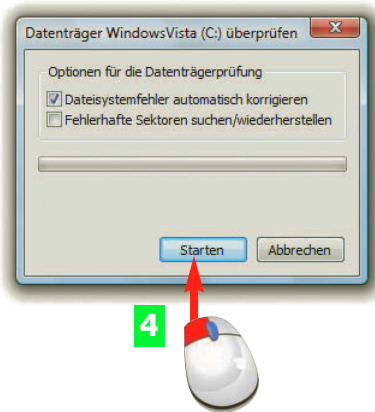 Datenträger WindowsVista (C:) überprüfen
Optionen für die Datenträgerprüfung
Dateisystemfehler automatisch korrigieren
Fehlerhafte Sektoren suchen/wiederherstellen
Starten Abbrechen
4